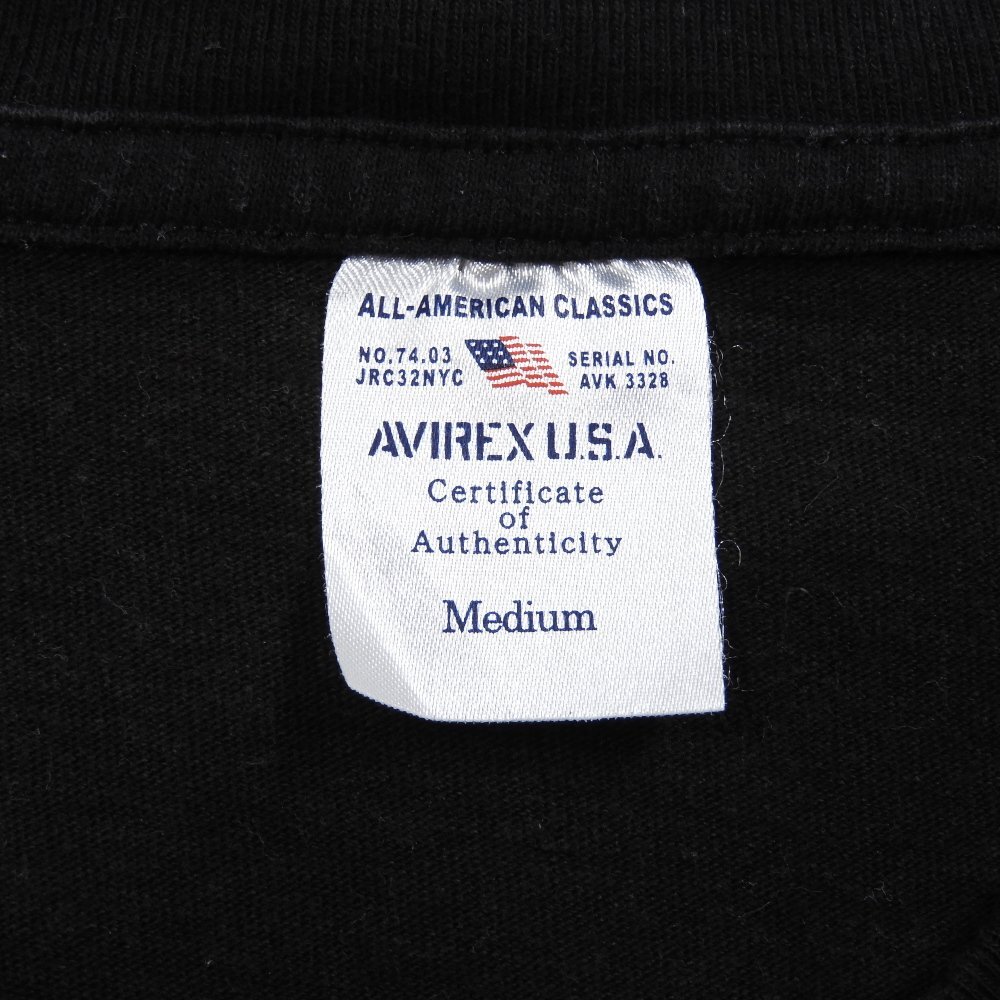 ALL-AMERICAN CLASSICS
NO.74.03
JRC32NYC
SERIAL NO.
AVK 3328
AVIREX U.S.A.
Certificate
of
Authenticity
Medium